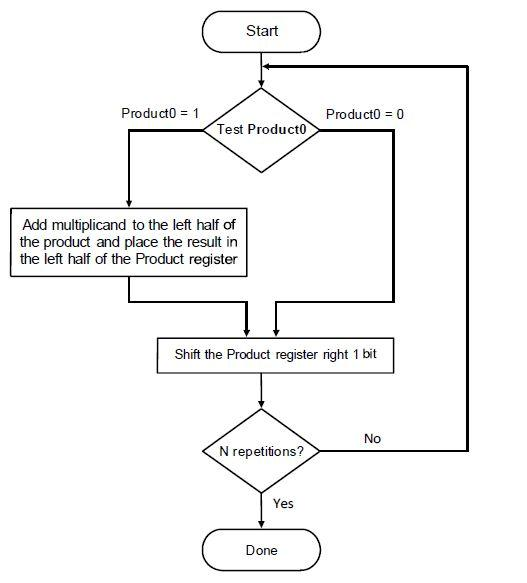 Start
Product0 = 1
Product0 = 0
Test Product0
Add multiplicand to the left half of
the product and place the result in
the left half of the Product register
Shift the Product register right 1 bit
N repetitions?
No
Yes
Done